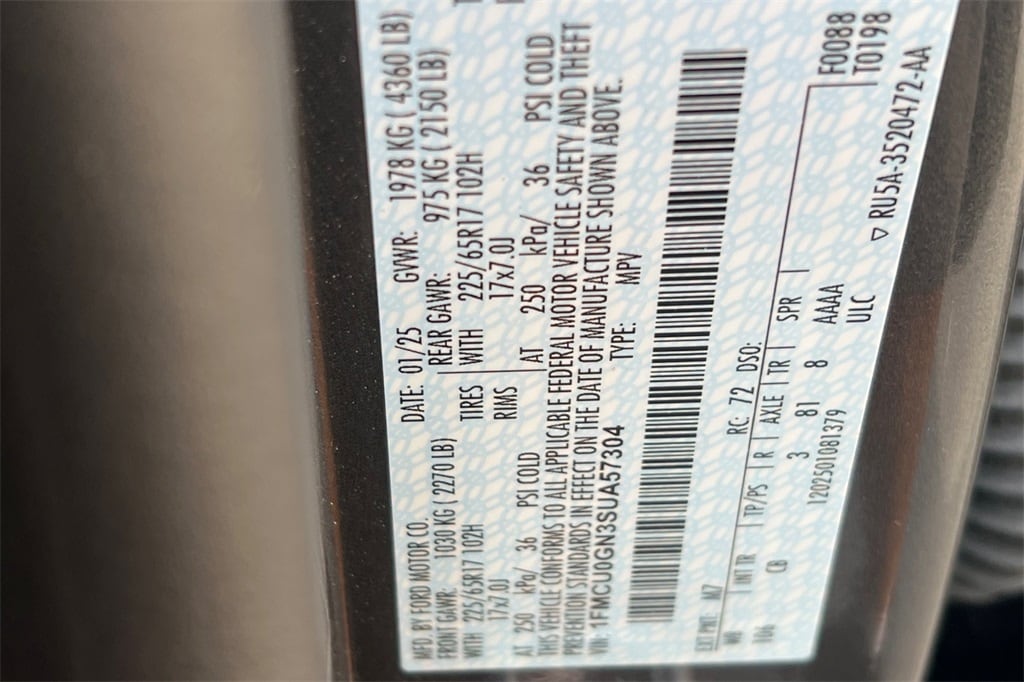 MFD. BY FORD MOTOR CO.
DATE: 01/25 GVWR: 1978 KG ( 4360 LB)
FRONT GAWR: 1030 KG ( 2270 LB) REAR GAWR: 975 KG ( 2150 LB)
WITH 225/65R17 102H TIRES WITH 225/65R17 102H
17x7.0J RIMS 17x7.0J
AT 250 kPa/ 36 PSI COLD AT 250 kPa/ 36 PSI COLD
THIS VEHICLE CONFORMS TO ALL APPLICABLE FEDERAL MOTOR VEHICLE SAFETY AND THEFT
PREVENTION STANDARDS IN EFFECT ON THE DATE OF MANUFACTURE SHOWN ABOVE.
VIN: 1FMCU0GN3SUA57304 TYPE: MPV
EXT PNT: M7 RC: 72 DSO:
WB INT TR TP/PS R AXLE TR SPR
106 CB 3 81 8 AAAA
1202501081379 ULC
F0088
T0198
▽ RU5A-3520472-AA